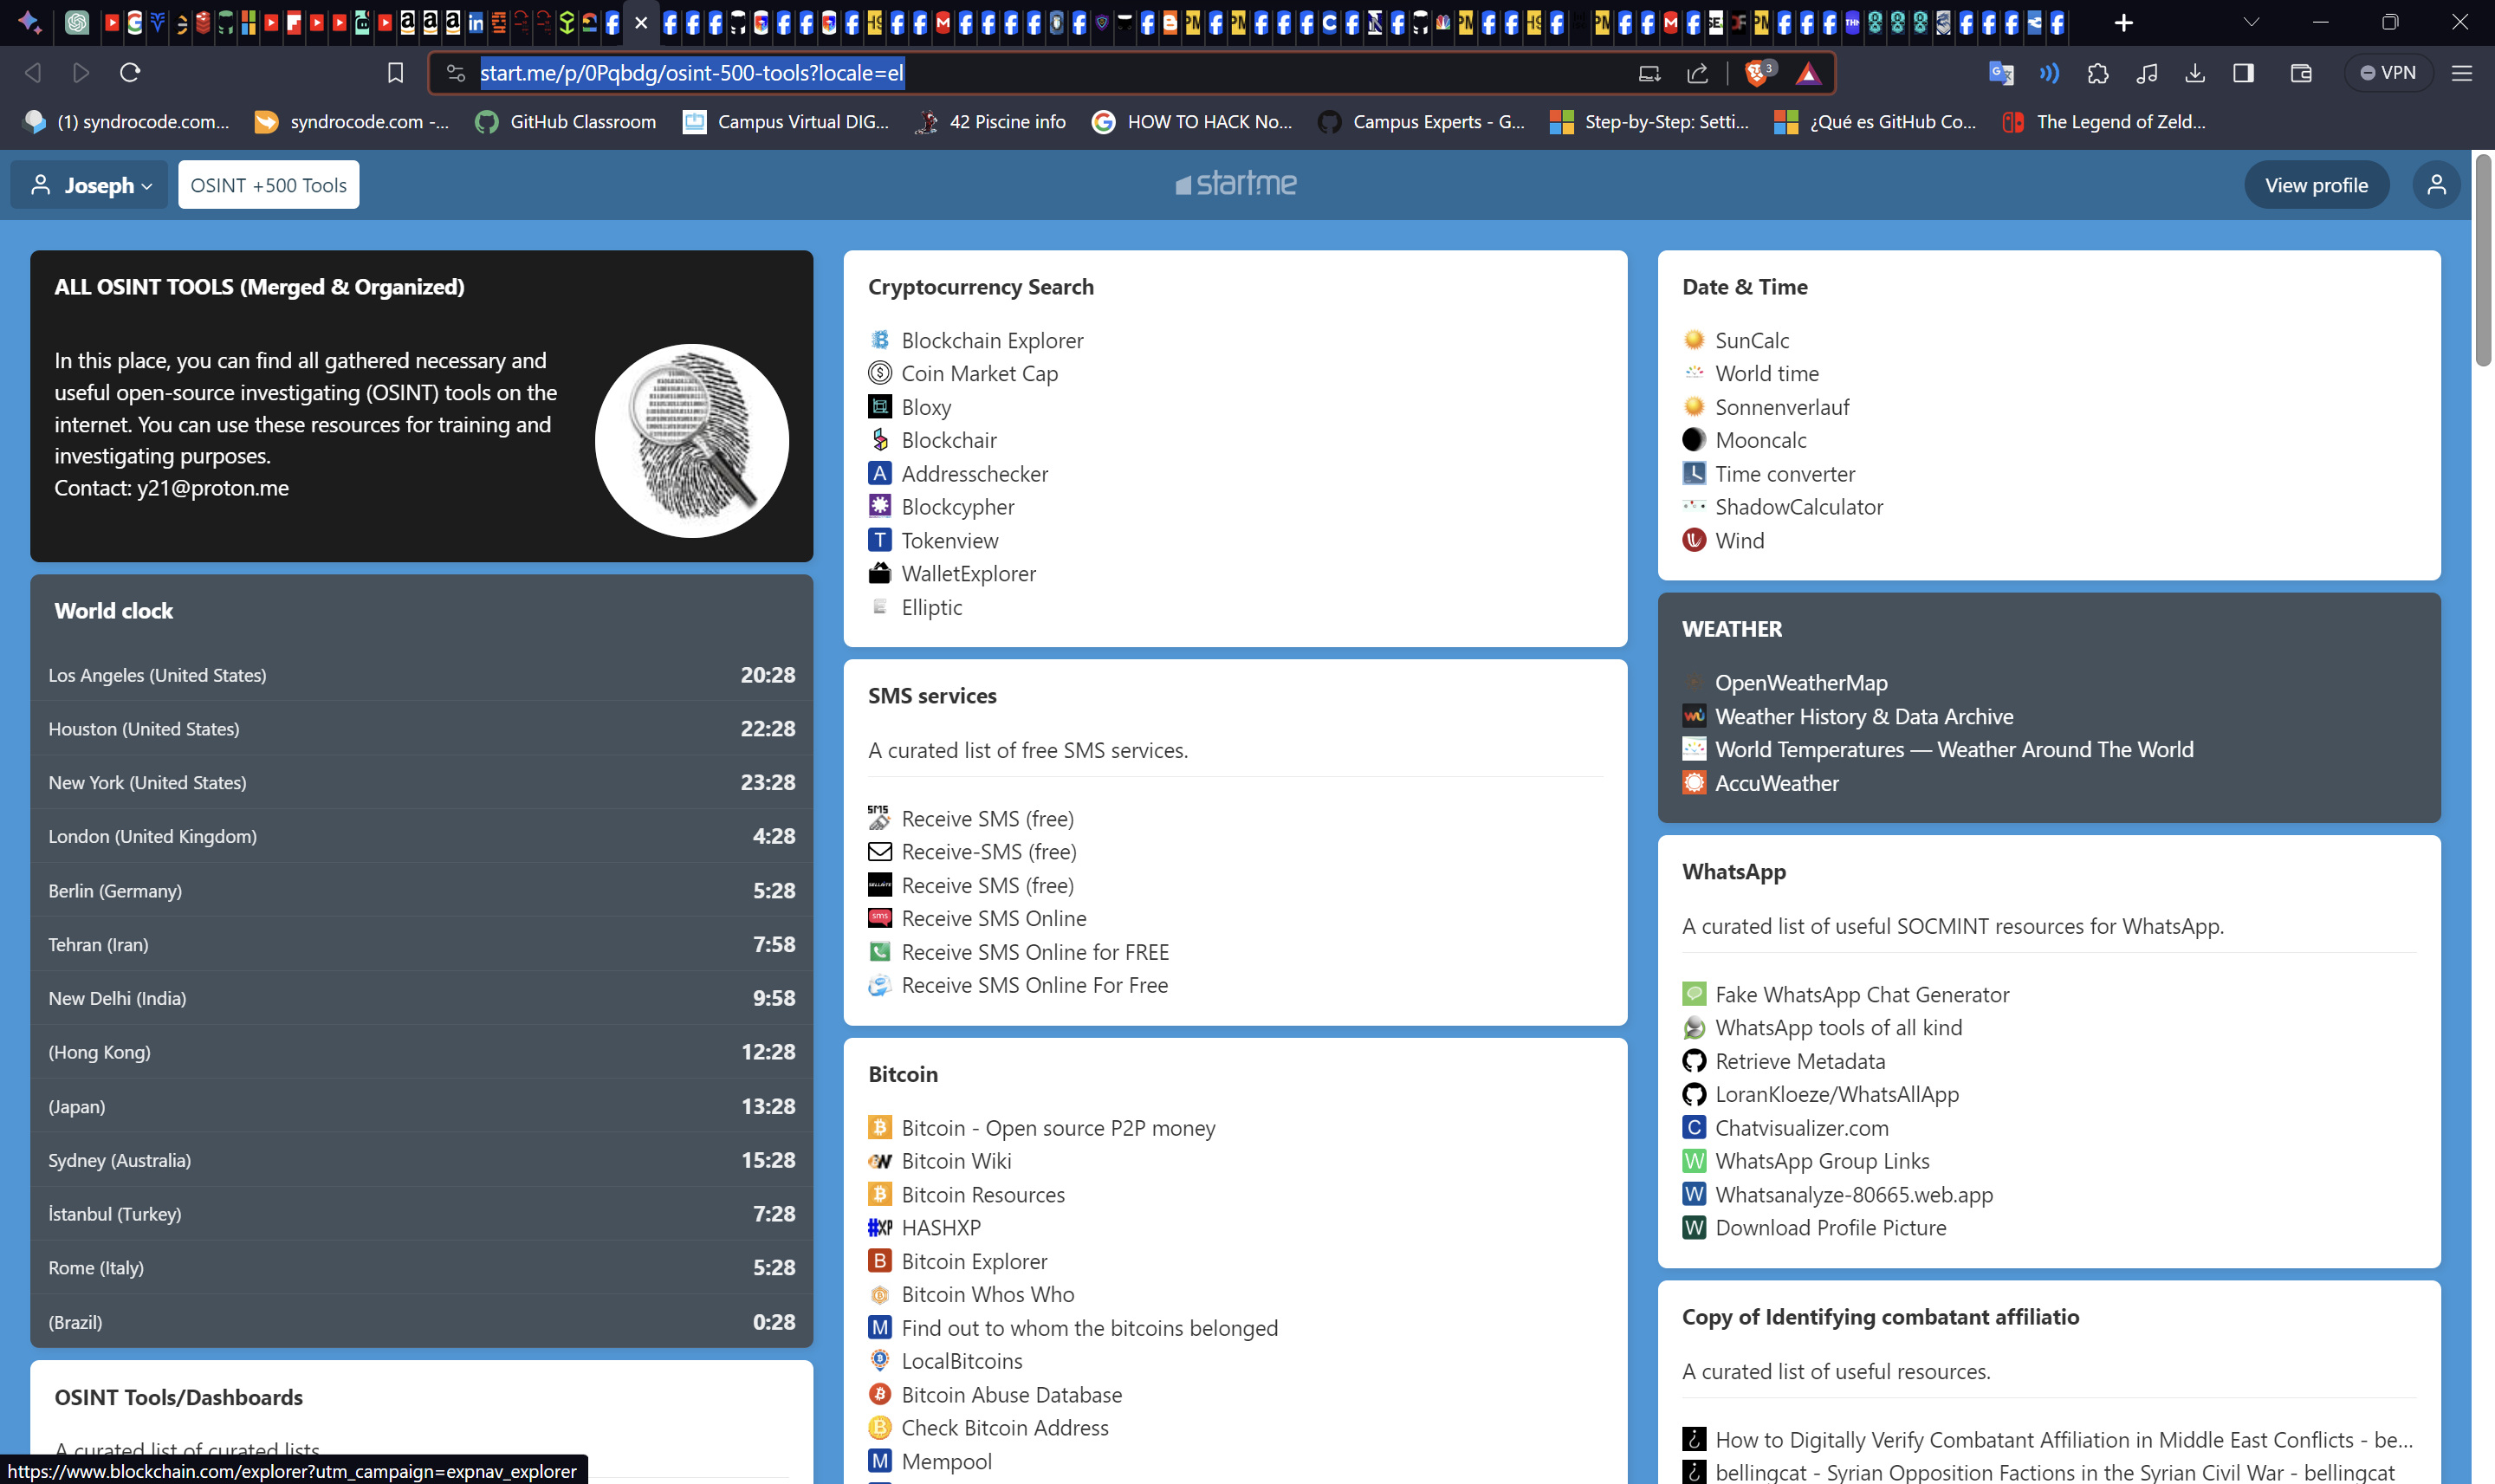 start.me/p/0Pqbdg/osint-500-tools?locale=el
3
VPN
(1) syndrocode.com...
syndrocode.com -...
GitHub Classroom
Campus Virtual DIG...
42 Piscine info
HOW TO HACK No...
Campus Experts - G...
Step-by-Step: Setti...
¿Qué es GitHub Co...
The Legend of Zeld...
Joseph
OSINT +500 Tools
start.me
View profile
ALL OSINT TOOLS (Merged & Organized)
In this place, you can find all gathered necessary and
useful open-source investigating (OSINT) tools on the
internet. You can use these resources for training and
investigating purposes.
Contact: y21@proton.me
World clock
Los Angeles (United States) 20:28
Houston (United States) 22:28
New York (United States) 23:28
London (United Kingdom) 4:28
Berlin (Germany) 5:28
Tehran (Iran) 7:58
New Delhi (India) 9:58
(Hong Kong) 12:28
(Japan) 13:28
Sydney (Australia) 15:28
İstanbul (Turkey) 7:28
Rome (Italy) 5:28
(Brazil) 0:28
OSINT Tools/Dashboards
A curated list of curated lists
https://www.blockchain.com/explorer?utm_campaign=expnav_explorer
Cryptocurrency Search
Blockchain Explorer
Coin Market Cap
Bloxy
Blockchair
Addresschecker
Blockcypher
Tokenview
WalletExplorer
Elliptic
SMS services
A curated list of free SMS services.
Receive SMS (free)
Receive-SMS (free)
Receive SMS (free)
Receive SMS Online
Receive SMS Online for FREE
Receive SMS Online For Free
Bitcoin
Bitcoin - Open source P2P money
Bitcoin Wiki
Bitcoin Resources
HASHXP
Bitcoin Explorer
Bitcoin Whos Who
Find out to whom the bitcoins belonged
LocalBitcoins
Bitcoin Abuse Database
Check Bitcoin Address
Mempool
Date & Time
SunCalc
World time
Sonnenverlauf
Mooncalc
Time converter
ShadowCalculator
Wind
WEATHER
OpenWeatherMap
Weather History & Data Archive
World Temperatures — Weather Around The World
AccuWeather
WhatsApp
A curated list of useful SOCMINT resources for WhatsApp.
Fake WhatsApp Chat Generator
WhatsApp tools of all kind
Retrieve Metadata
LoranKloeze/WhatsAllApp
Chatvisualizer.com
WhatsApp Group Links
Whatsanalyze-80665.web.app
Download Profile Picture
Copy of Identifying combatant affiliatio
A curated list of useful resources.
How to Digitally Verify Combatant Affiliation in Middle East Conflicts - be...
bellingcat - Syrian Opposition Factions in the Syrian Civil War - bellingcat